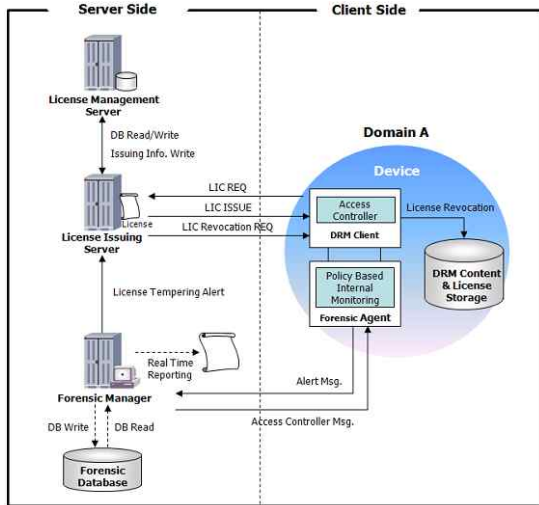 Server Side
Client Side
License Management
Server
DB Read/Write
Issuing Info. Write
Domain A
Device
LIC REQ
LIC ISSUE
LIC Revocation REQ
License
License Issuing
Server
Access
Controller
DRM Client
License Revocation
DRM Content
& License
Storage
Policy Based
Internal
Monitoring
Forensic Agent
License Tempering Alert
Real Time
Reporting
Forensic Manager
Alert Msg.
Access Controller Msg.
DB Write
DB Read
Forensic
Database